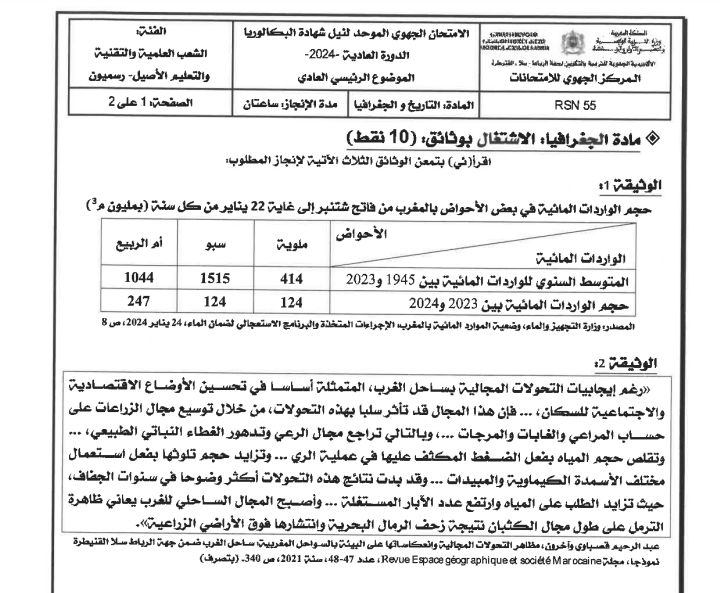 المملكة المغربية
الأكاديمية الجهوية للتربية والتكوين لجهة الرباط - سلا - القنيطرة
المركز الجهوي للامتحانات
الامتحان الجهوي الموحد لنيل شهادة البكالوريا
الدورة العادية -2024-
الموضوع الرئيسي العادي
الفئة:
الشعب العلمية والتقنية
والتعليم الأصيل- رسميون
RSN 55
المادة: التاريخ و الجغرافيا
مدة الإنجاز: ساعتان
الصفحة: 1 على 2
❖ مادة الجغرافيا: الاشتغال بوثائق: (10 نقط)
اقرأ(ئي) بتمعن الوثائق الثلاث الآتية لإنجاز المطلوب:
الوثيقة 1:
حجم الواردات المائية في بعض الأحواض بالمغرب من فاتح شتنبر إلى غاية 22 يناير من كل سنة (بمليون م³)
الأحواض
الواردات المائية
ملوية
سبو
أم الربيع
المتوسط السنوي للواردات المائية بين 1945 و2023
414
1515
1044
حجم الواردات المائية بين 2023 و2024
124
124
247
المصدر: وزارة التجهيز والماء، وضعية الموارد المائية بالمغرب، الإجراءات المتخذة والبرنامج الاستعجالي لضمان الماء، 24 يناير 2024، ص 8
الوثيقة 2:
«رغم إيجابيات التحولات المجالية بساحل الغرب، المتمثلة أساسا في تحسين الأوضاع الاقتصادية
والاجتماعية للسكان، ... فإن هذا المجال قد تأثر سلبا بهذه التحولات، من خلال توسيع مجال الزراعات على
حساب المراعي والغابات والمرجات ...، وبالتالي تراجع مجال الرعي وتدهور الغطاء النباتي الطبيعي، ...
وتقلص حجم المياه بفعل الضغط المكثف عليها في عملية الري ... وتزايد حجم تلوثها بفعل استعمال
مختلف الأسمدة الكيماوية والمبيدات ... وقد بدت نتائج هذه التحولات أكثر وضوحا في سنوات الجفاف،
حيث تزايد الطلب على المياه وارتفع عدد الآبار المستغلة ... وأصبح المجال الساحلي للغرب يعاني ظاهرة
الترمل على طول مجال الكثبان نتيجة زحف الرمال البحرية وانتشارها فوق الأراضي الزراعية».
عبد الرحيم قصباوي وآخرون، مظاهر التحولات المجالية وانعكاساتها على البيئة بالسواحل المغربية: ساحل الغرب ضمن جهة الرباط سلا القنيطرة
نموذجا، مجلة Revue Espace géographique et société Marocaine، عدد 47-48، سنة 2021، ص 340. (بتصرف)